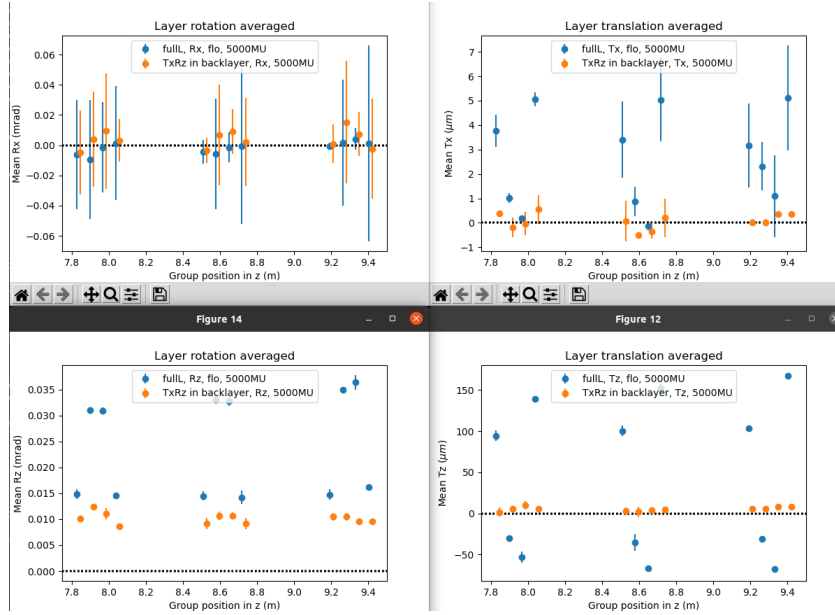 Layer rotation averaged
fullL, Rx, flo, 5000MU
TxRz in backlayer, Rx, 5000MU
Mean Rx (mrad)
0.06
0.04
0.02
0.00
−0.02
−0.04
−0.06
7.8 8.0 8.2 8.4 8.6 8.8 9.0 9.2 9.4
Group position in z (m)
Layer translation averaged
fullL, Tx, flo, 5000MU
TxRz in backlayer, Tx, 5000MU
Mean Tx (μm)
7
6
5
4
3
2
1
0
−1
7.8 8.0 8.2 8.4 8.6 8.8 9.0 9.2 9.4
Group position in z (m)
Figure 14
Layer rotation averaged
fullL, Rz, flo, 5000MU
TxRz in backlayer, Rz, 5000MU
Mean Rz (mrad)
0.035
0.030
0.025
0.020
0.015
0.010
0.005
0.000
7.8 8.0 8.2 8.4 8.6 8.8 9.0 9.2 9.4
Group position in z (m)
Figure 12
Layer translation averaged
fullL, Tz, flo, 5000MU
TxRz in backlayer, Tz, 5000MU
Mean Tz (μm)
150
100
50
0
−50
7.8 8.0 8.2 8.4 8.6 8.8 9.0 9.2 9.4
Group position in z (m)